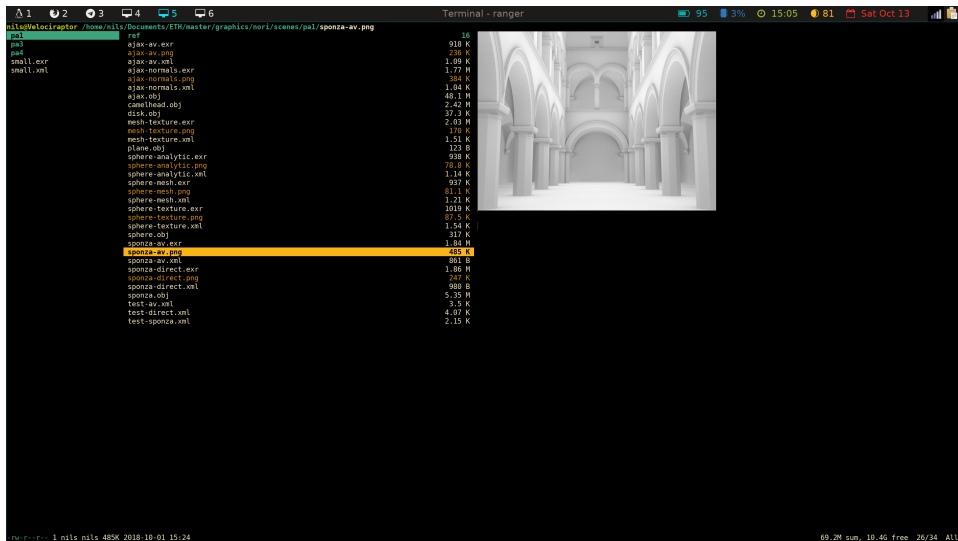 1 2 3 4 5 6 Terminal - ranger 95 3% 15:05 81 Sat Oct 13
nils@Velociraptor /home/nils/Documents/ETH/master/graphics/nori/scenes/pa1/sponza-av.png
pa1 ref 16
pa3 ajax-av.exr 918 K
pa4 ajax-av.png 236 K
small.exr ajax-av.xml 1.09 K
small.xml ajax-normals.exr 1.77 M
ajax-normals.png 384 K
ajax-normals.xml 1.04 K
ajax.obj 48.1 M
camelhead.obj 2.42 M
disk.obj 37.3 K
mesh-texture.exr 2.03 M
mesh-texture.png 170 K
mesh-texture.xml 1.51 K
plane.obj 123 B
sphere-analytic.exr 938 K
sphere-analytic.png 78.8 K
sphere-analytic.xml 1.14 K
sphere-mesh.exr 937 K
sphere-mesh.png 81.1 K
sphere-mesh.xml 1.21 K
sphere-texture.exr 1019 K
sphere-texture.png 87.5 K
sphere-texture.xml 1.54 K
sphere.obj 317 K
sponza-av.exr 1.84 M
sponza-av.png 485 K
sponza-av.xml 861 B
sponza-direct.exr 1.86 M
sponza-direct.png 247 K
sponza-direct.xml 980 B
sponza.obj 5.35 M
test-av.xml 3.5 K
test-direct.xml 4.07 K
test-sponza.xml 2.15 K
-rw-r--r-- 1 nils nils 485K 2018-10-01 15:24 69.2M sum, 10.4G free 26/34 All